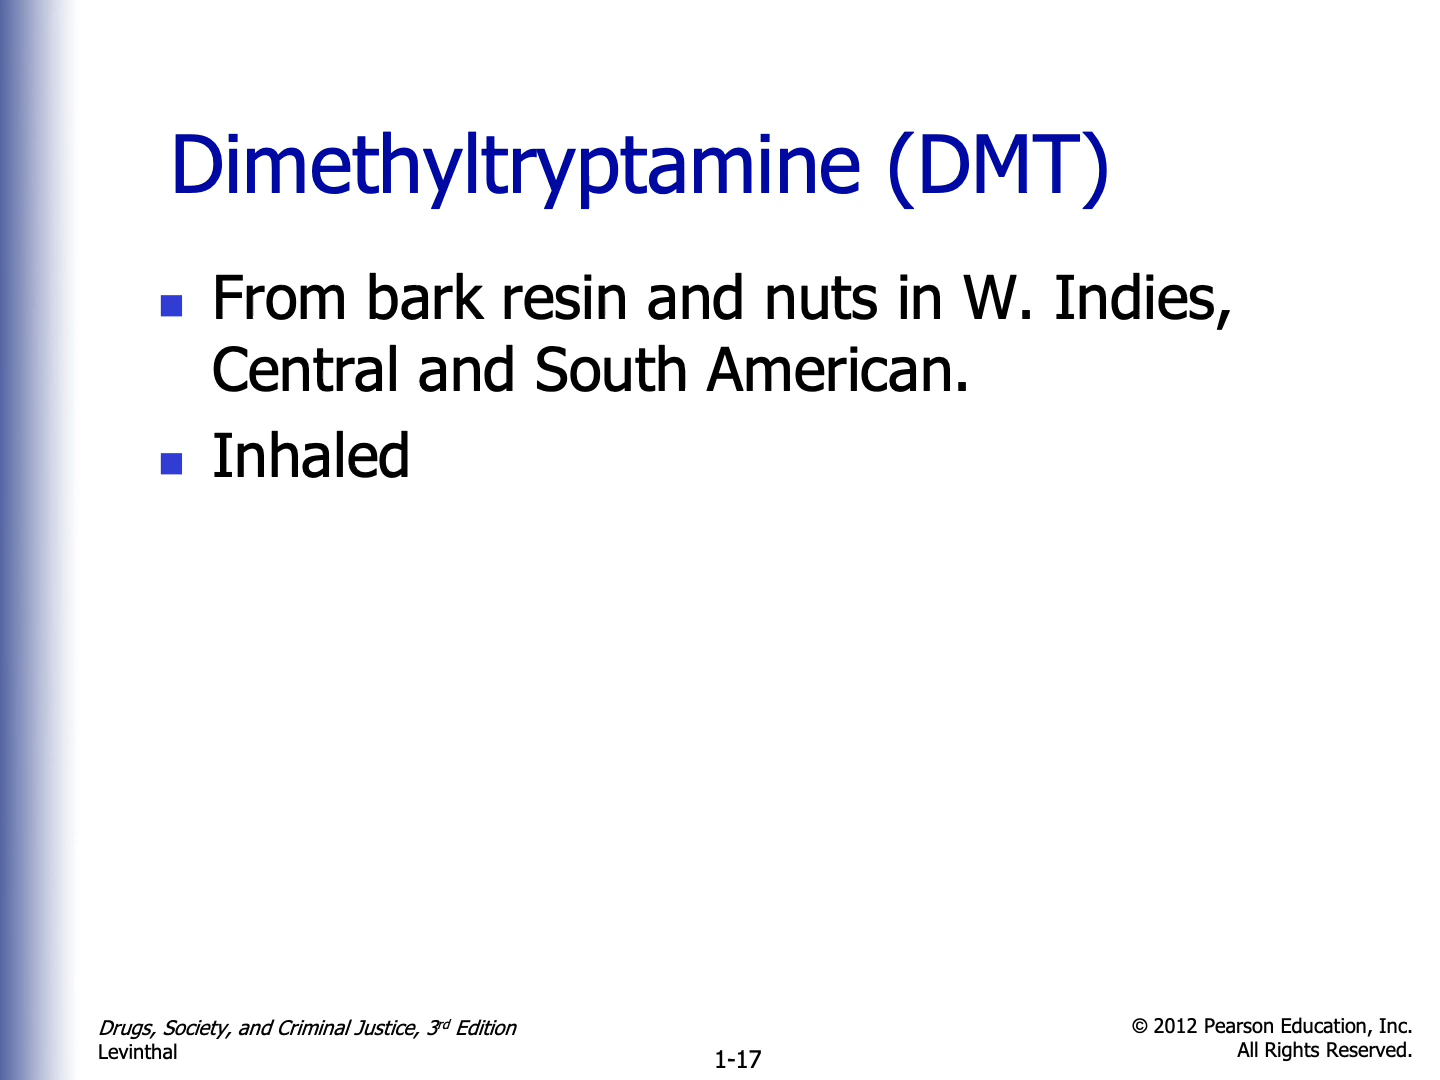 Dimethyltryptamine (DMT)
■ From bark resin and nuts in W. Indies,
Central and South American.
■ Inhaled
Drugs, Society, and Criminal Justice, 3rd Edition
Levinthal
1-17
© 2012 Pearson Education, Inc.
All Rights Reserved.